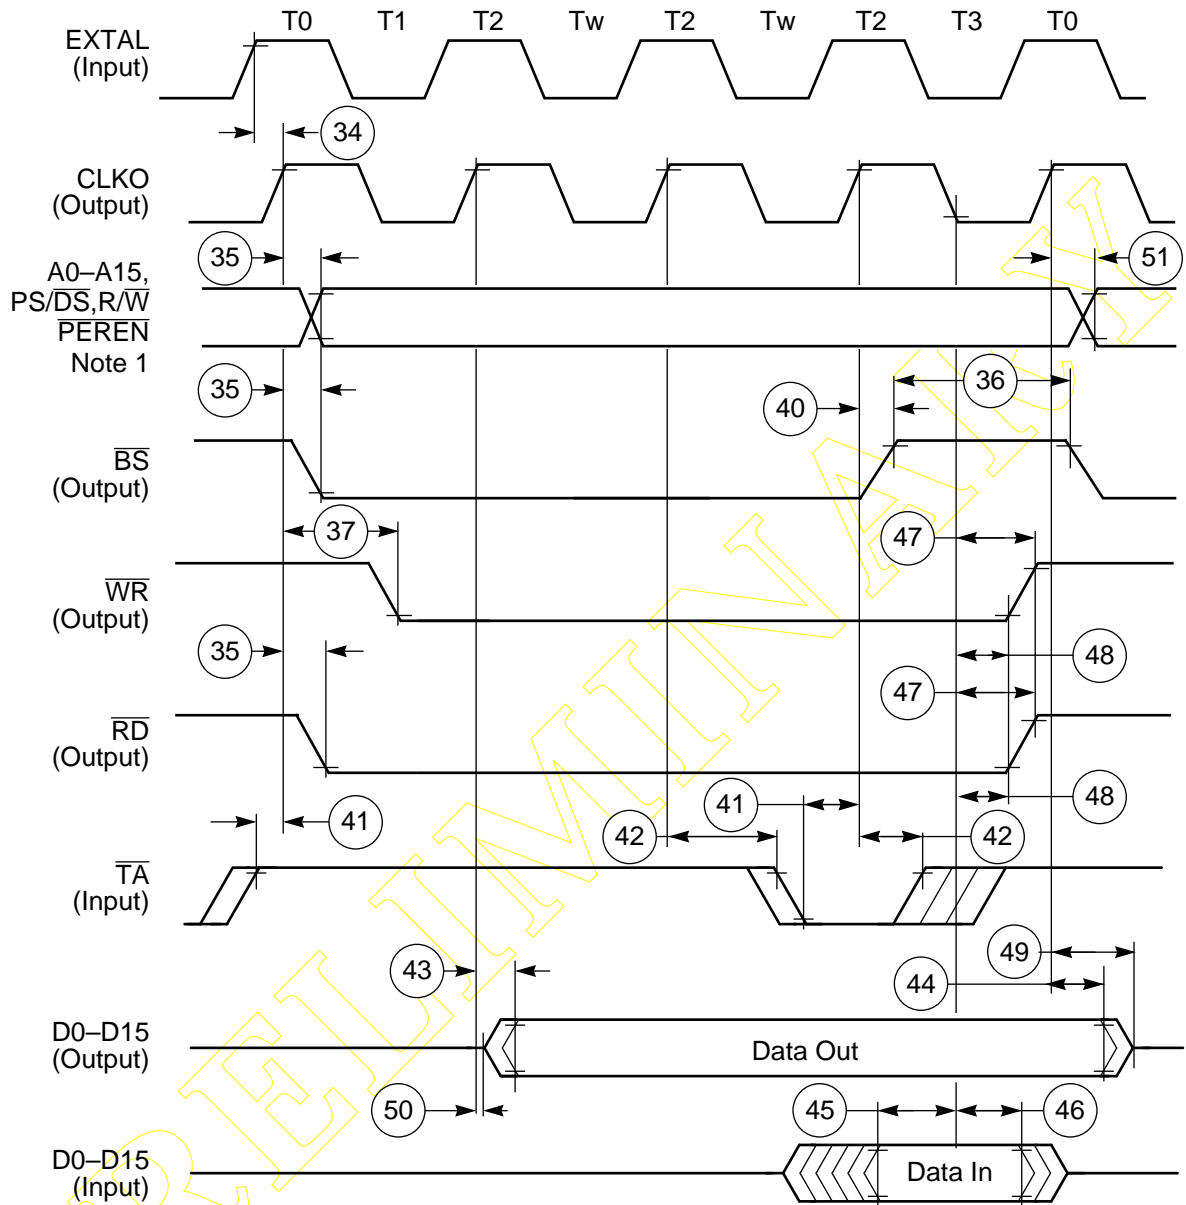 T0 T1 T2 Tw T2 Tw T2 T3 T0
EXTAL
(Input)
34
CLKO
(Output)
35
51
A0–A15,
PS/DS,R/W
PEREN
Note 1
35
36
40
BS
(Output)
37
47
WR
(Output)
35
48
47
RD
(Output)
48
41
41
42
42
TA
(Input)
49
43
44
D0–D15
(Output)
Data Out
50
45
46
D0–D15
(Input)
Data In
PRELIMINARY